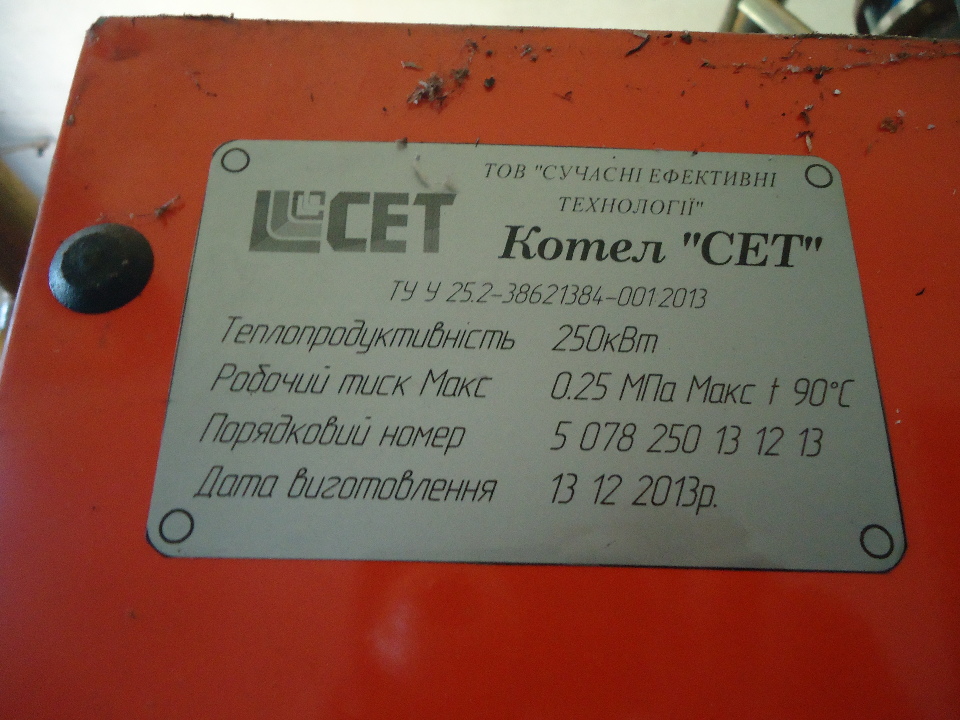 ТОВ "СУЧАСНІ ЕФЕКТИВНІ
ТЕХНОЛОГІЇ"
СЕТ
Котел "СЕТ"
ТУ У 25.2-38621384-001:2013
Теплопродуктивність 250кВт
Робочий тиск Макс 0.25 МПа Макс t 90°С
Порядковий номер 5 078 250 13 12 13
Дата виготовлення 13 12 2013р.